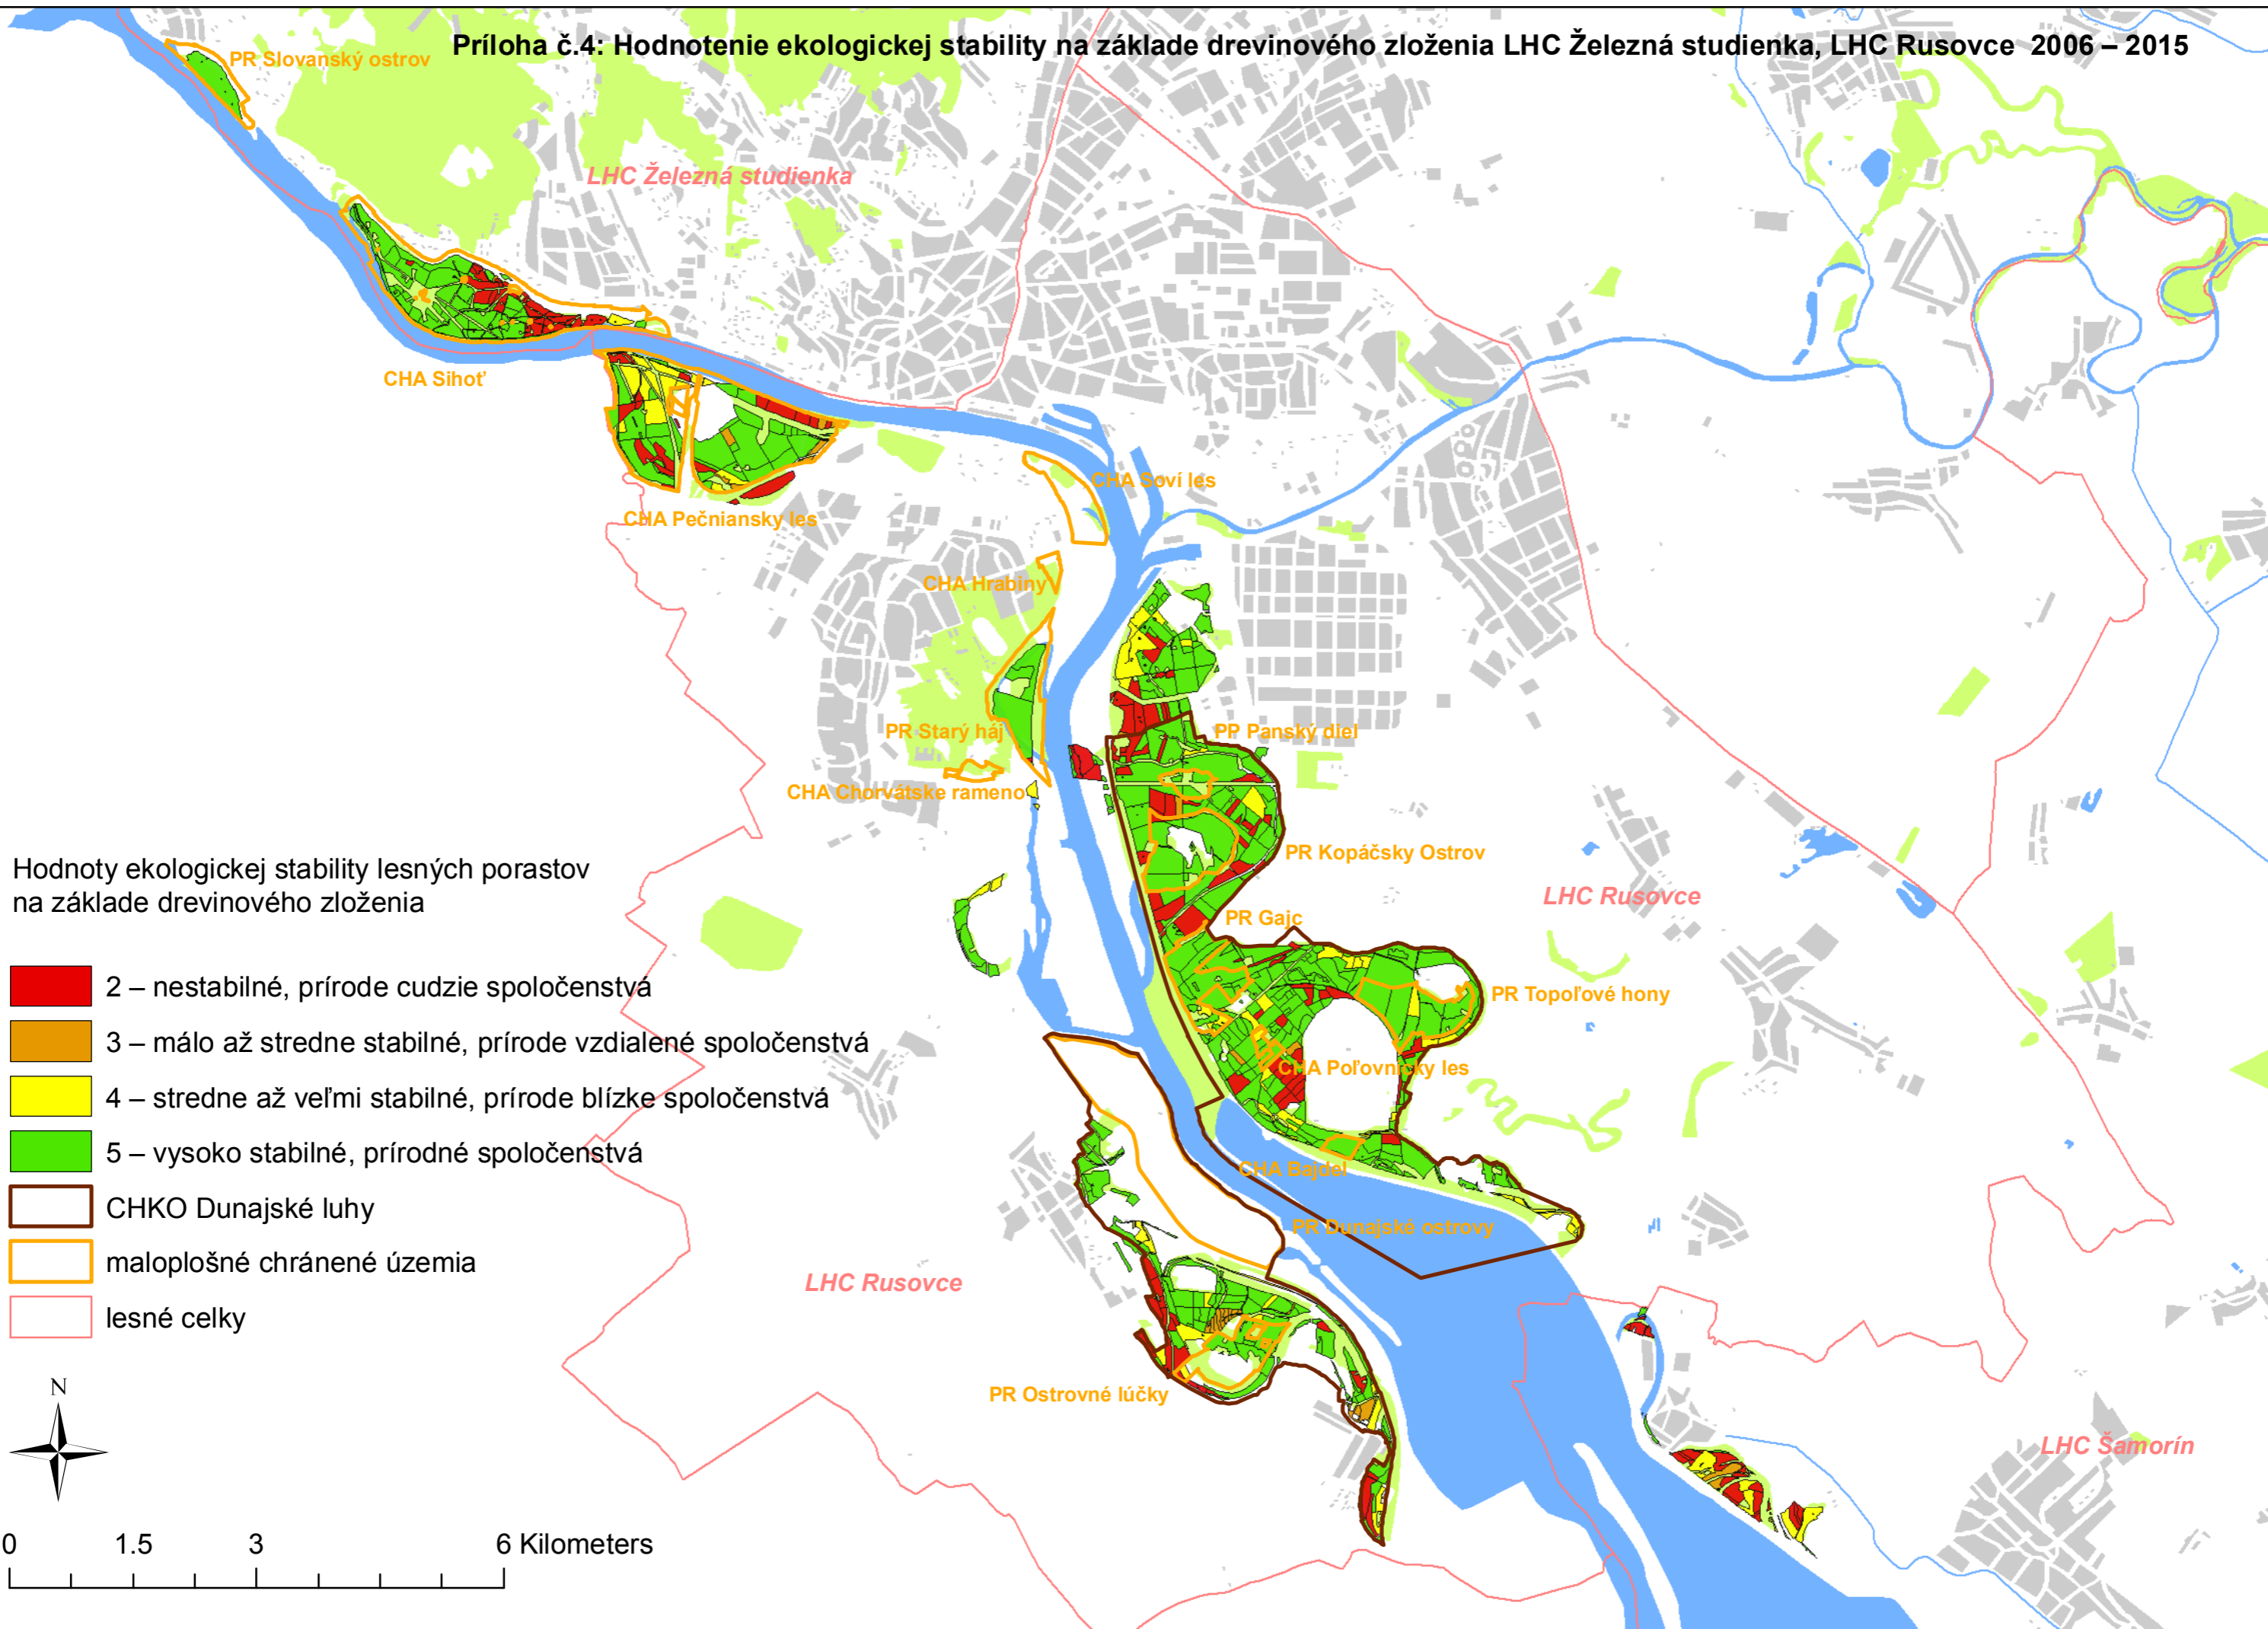 Príloha č.4: Hodnotenie ekologickej stability na základe drevinového zloženia LHC Železná studienka, LHC Rusovce 2006 – 2015
PR Slovanský ostrov
LHC Železná studienka
CHA Sihoť
CHA Soví les
CHA Pečniansky les
CHA Hrabiny
PR Starý háj
PP Panský diel
CHA Chorvátske rameno
PR Kopáčsky Ostrov
LHC Rusovce
PR Gajc
PR Topoľové hony
CHA Poľovnícky les
CHA Bajdel
PR Dunajské ostrovy
LHC Rusovce
PR Ostrovné lúčky
LHC Šamorín
Hodnoty ekologickej stability lesných porastov
na základe drevinového zloženia
2 – nestabilné, prírode cudzie spoločenstvá
3 – málo až stredne stabilné, prírode vzdialené spoločenstvá
4 – stredne až veľmi stabilné, prírode blízke spoločenstvá
5 – vysoko stabilné, prírodné spoločenstvá
CHKO Dunajské luhy
maloplošné chránené územia
lesné celky
N
0 1.5 3 6 Kilometers